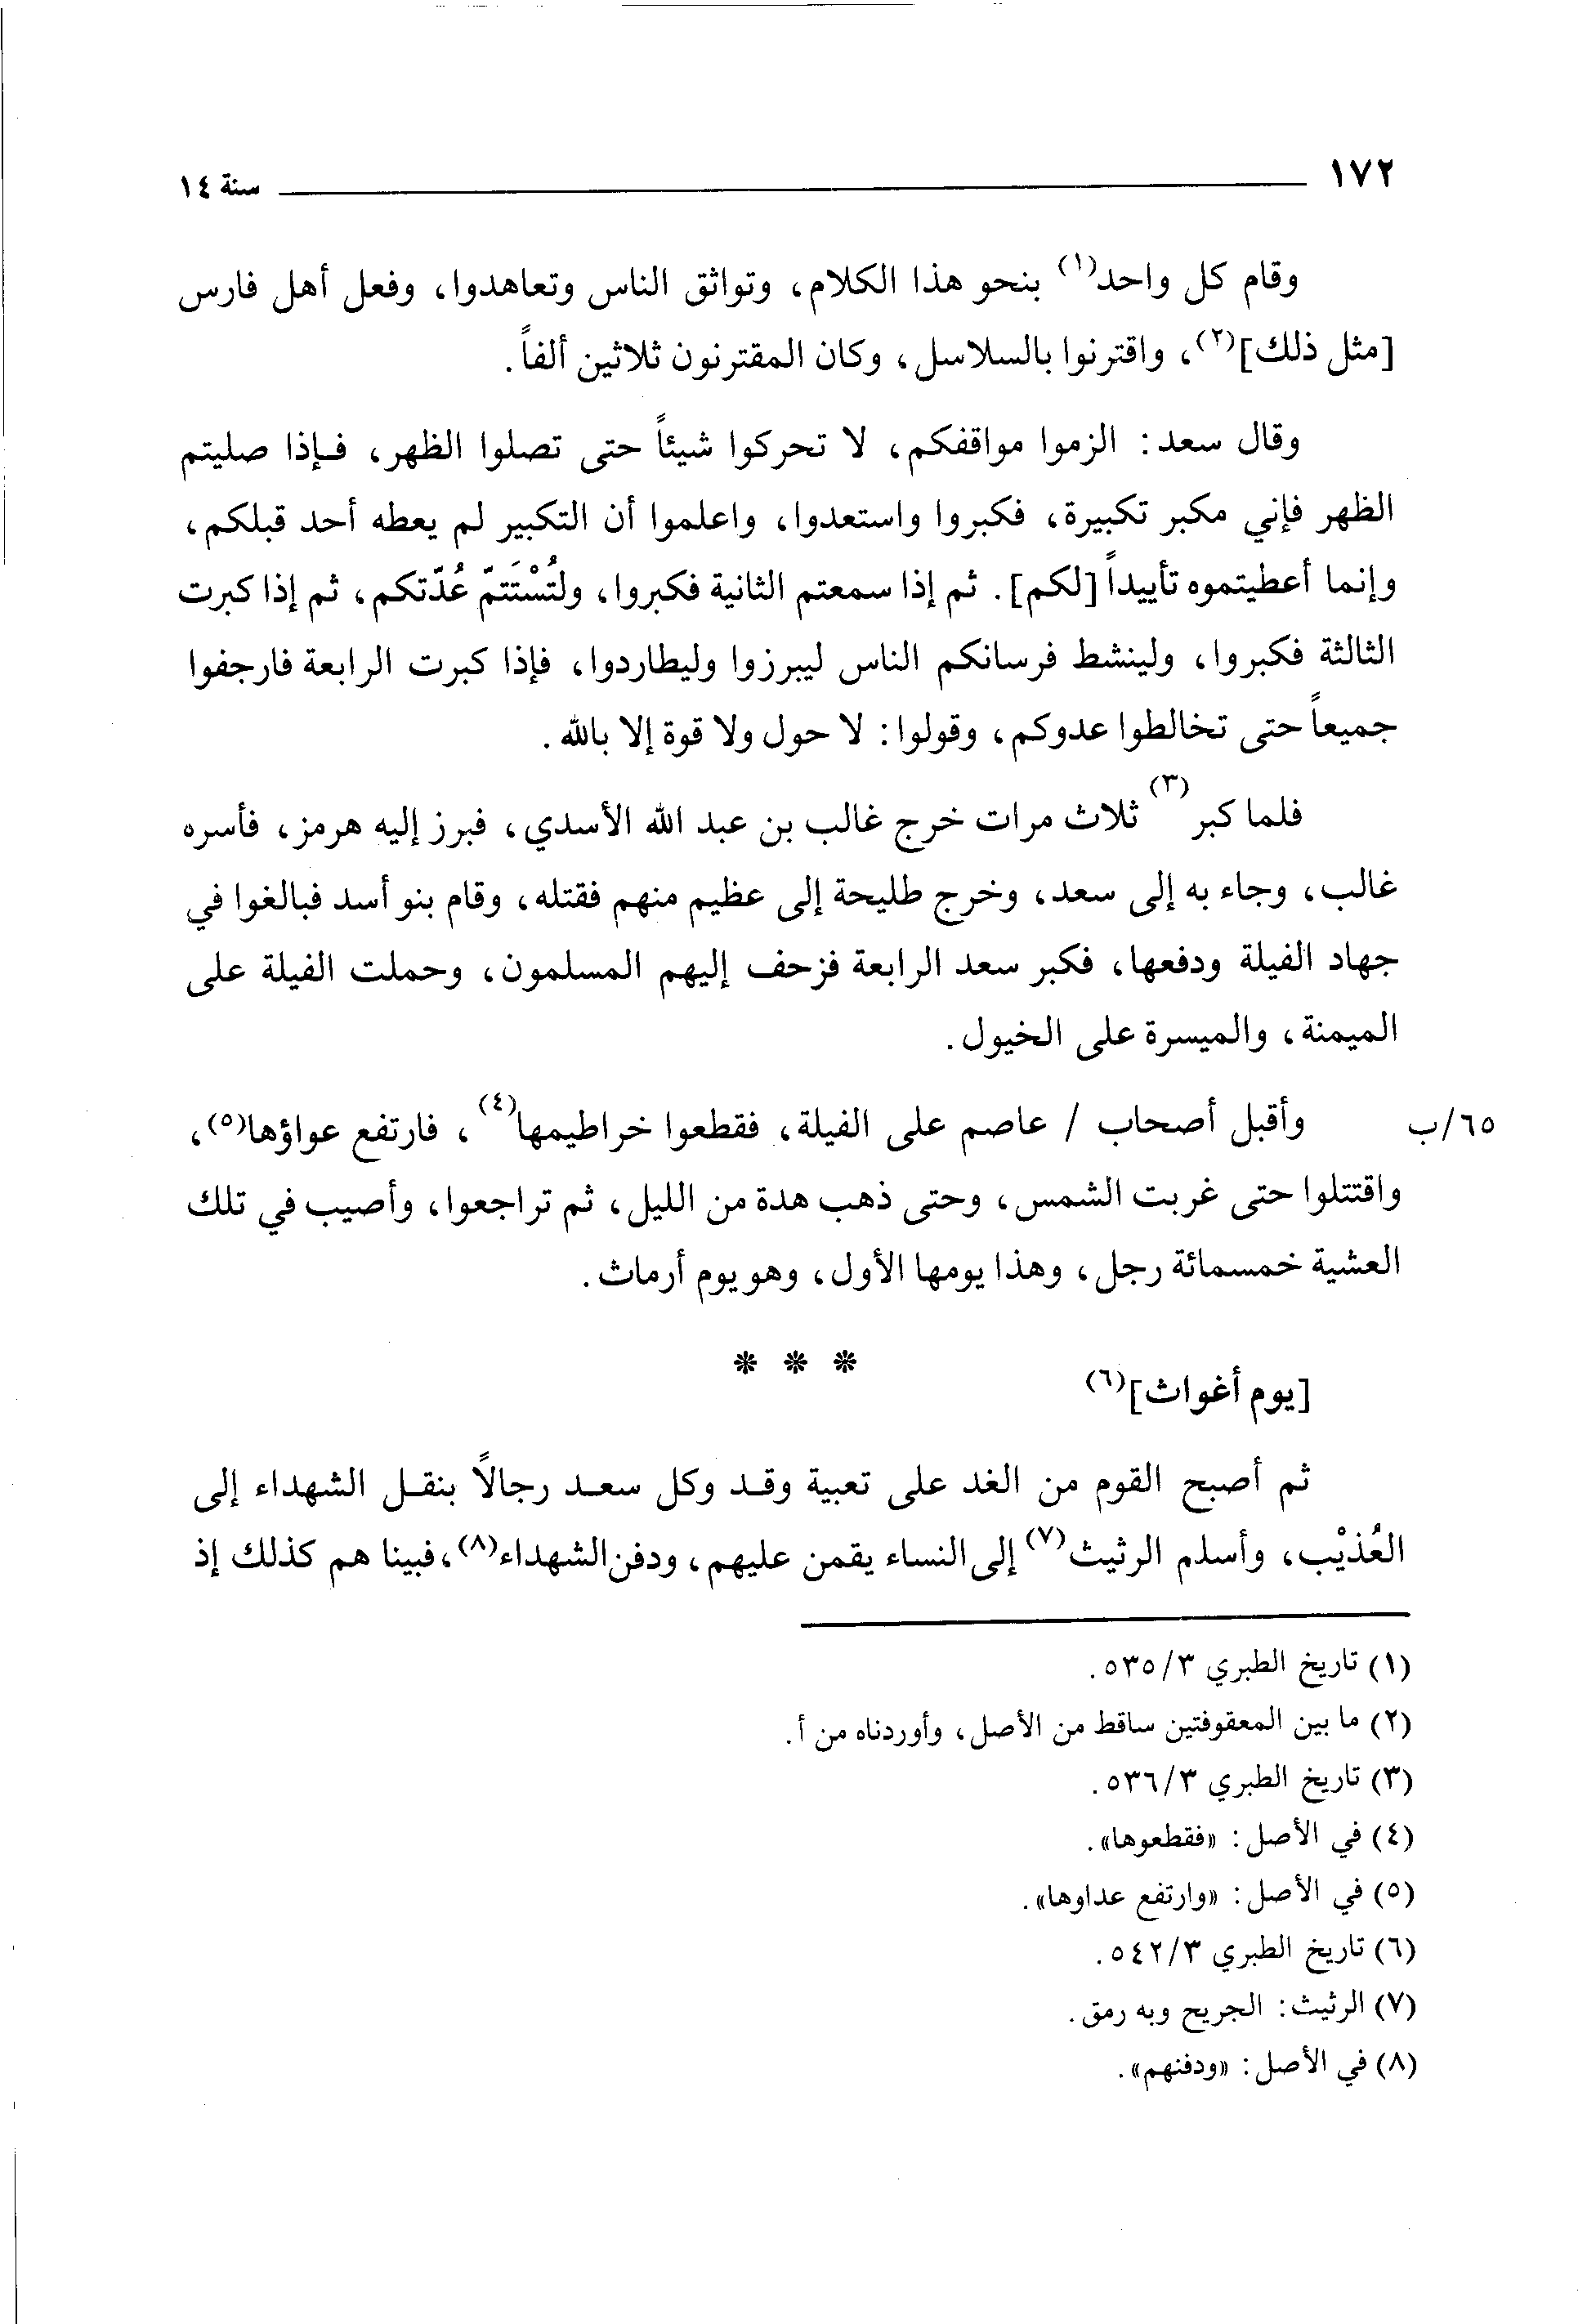 ١٧٢ سنة ١٤
وقام كل واحد(١) بنحو هذا الكلام، وتواثق الناس وتعاهدوا، وفعل أهل فارس
[مثل ذلك](٢)، واقترنوا بالسلاسل، وكان المقترنون ثلاثين ألفاً.
وقال سعد: الزموا مواقفكم، لا تحركوا شيئاً حتى تصلوا الظهر، فإذا صليتم
الظهر فإني مكبر تكبيرة، فكبروا واستعدوا، واعلموا أن التكبير لم يعطه أحد قبلكم،
وإنما أعطيتموه تأييداً [لكم]. ثم إذا سمعتم الثانية فكبروا، ولتُسْتَتمّ عُدّتكم، ثم إذا كبرت
الثالثة فكبروا، ولينشط فرسانكم الناس ليبرزوا وليطاردوا، فإذا كبرت الرابعة فارجفوا
جميعاً حتى تخالطوا عدوكم، وقولوا: لا حول ولا قوة إلا بالله.
فلما كبر(٣) ثلاث مرات خرج غالب بن عبد الله الأسدي، فبرز إليه هرمز، فأسره
غالب، وجاء به إلى سعد، وخرج طليحة إلى عظيم منهم فقتله، وقام بنو أسد فبالغوا في
جهاد الفيلة ودفعها، فكبر سعد الرابعة فزحف إليهم المسلمون، وحملت الفيلة على
الميمنة، والميسرة على الخيول.
وأقبل أصحاب / عاصم على الفيلة، فقطعوا خراطيمها(٤)، فارتفع عواؤها(٥)،
٦٥/ب
واقتتلوا حتى غربت الشمس، وحتى ذهب هدة من الليل، ثم تراجعوا، وأصيب في تلك
العشية خمسمائة رجل، وهذا يومها الأول، وهو يوم أرماث.
* * *
[يوم أغواث](٦)
ثم أصبح القوم من الغد على تعبية وقد وكل سعد رجالاً بنقل الشهداء إلى
العُذيْب، وأسلم الرثيث(٧) إلى النساء يقمن عليهم، ودفن الشهداء(٨)، فبينا هم كذلك إذ
(١) تاريخ الطبري ٥٣٥/٣.
(٢) ما بين المعقوفتين ساقط من الأصل، وأوردناه من أ.
(٣) تاريخ الطبري ٥٣٦/٣.
(٤) في الأصل: «فقطعوها».
(٥) في الأصل: «وارتفع عداوها».
(٦) تاريخ الطبري ٥٤٢/٣.
(٧) الرثيث: الجريح وبه رمق.
(٨) في الأصل: «ودفنهم».